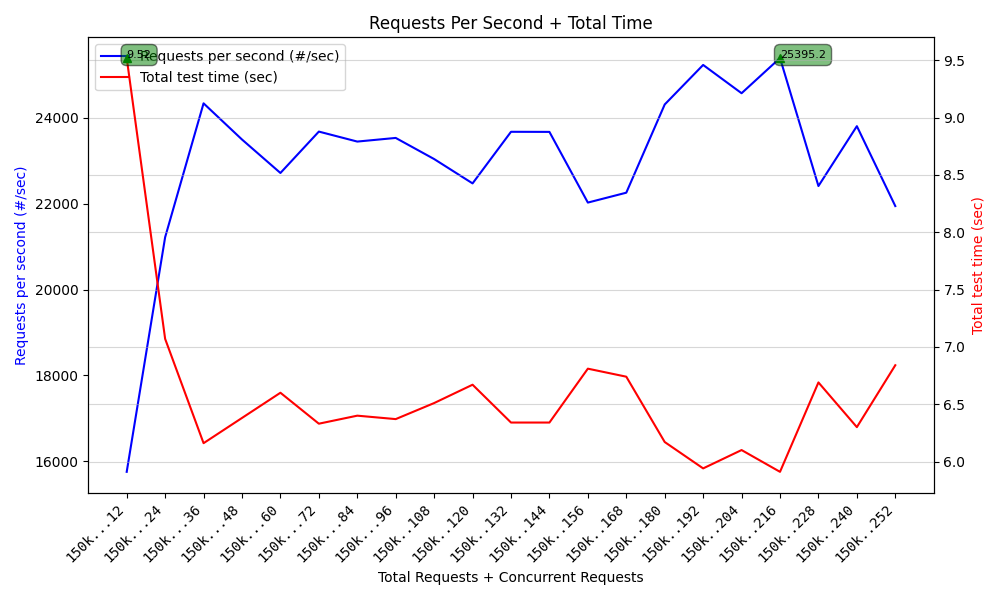 Requests Per Second + Total Time
9.52
Requests per second (#/sec)
Total test time (sec)
25395.2
Requests per second (#/sec)
24000
22000
20000
18000
16000
9.5
9.0
8.5
8.0
7.5
7.0
6.5
6.0
Total test time (sec)
150k...12
150k...24
150k...36
150k...48
150k...60
150k...72
150k...84
150k...96
150k..108
150k..120
150k..132
150k..144
150k..156
150k..168
150k..180
150k..192
150k..204
150k..216
150k..228
150k..240
150k..252
Total Requests + Concurrent Requests